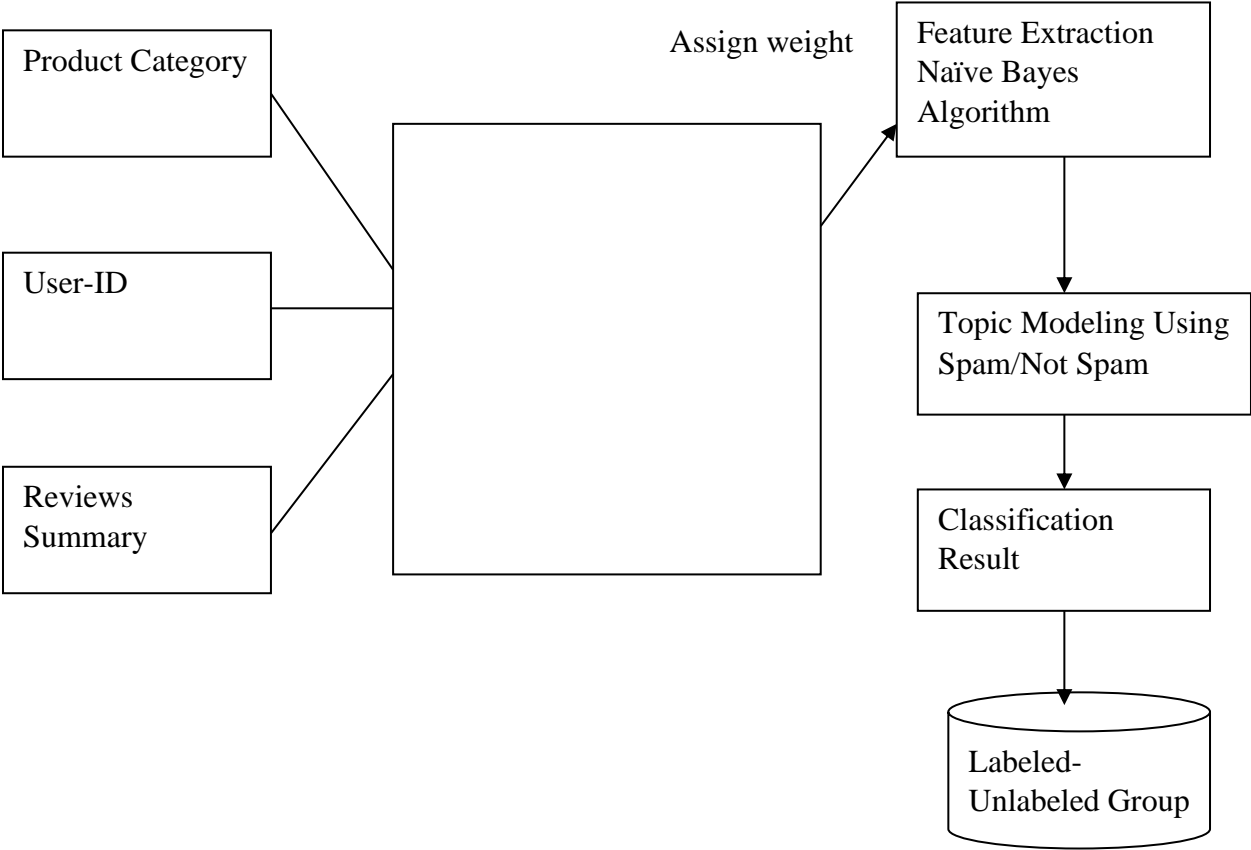 Product Category
User-ID
Reviews
Summary
Assign weight
Feature Extraction
Naïve Bayes
Algorithm
Topic Modeling Using
Spam/Not Spam
Classification
Result
Labeled-
Unlabeled Group